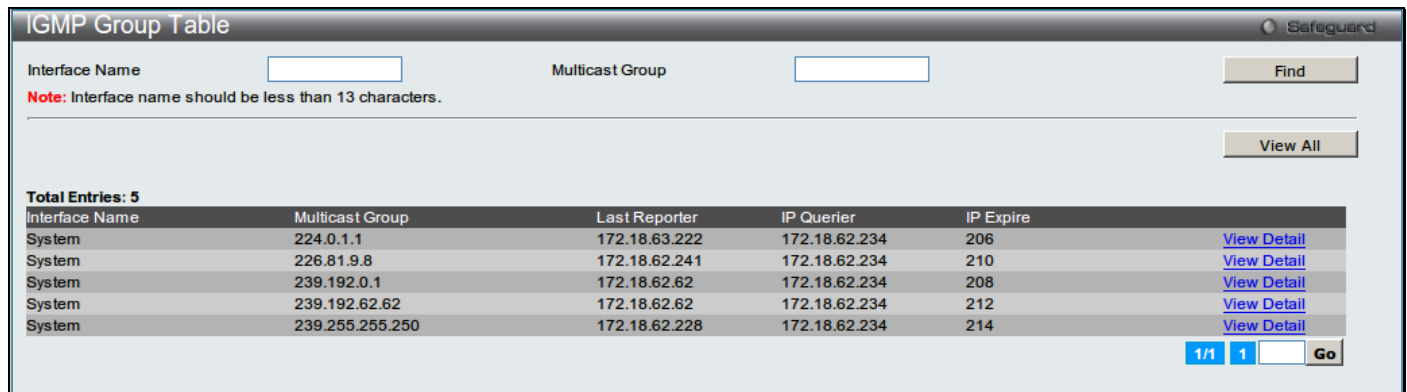 IGMP Group Table Safeguard
Interface Name Multicast Group Find
Note: Interface name should be less than 13 characters.
View All
Total Entries: 5
Interface Name Multicast Group Last Reporter IP Querier IP Expire
System 224.0.1.1 172.18.63.222 172.18.62.234 206 View Detail
System 226.81.9.8 172.18.62.241 172.18.62.234 210 View Detail
System 239.192.0.1 172.18.62.62 172.18.62.234 208 View Detail
System 239.192.62.62 172.18.62.62 172.18.62.234 212 View Detail
System 239.255.255.250 172.18.62.228 172.18.62.234 214 View Detail
1/1 1 Go